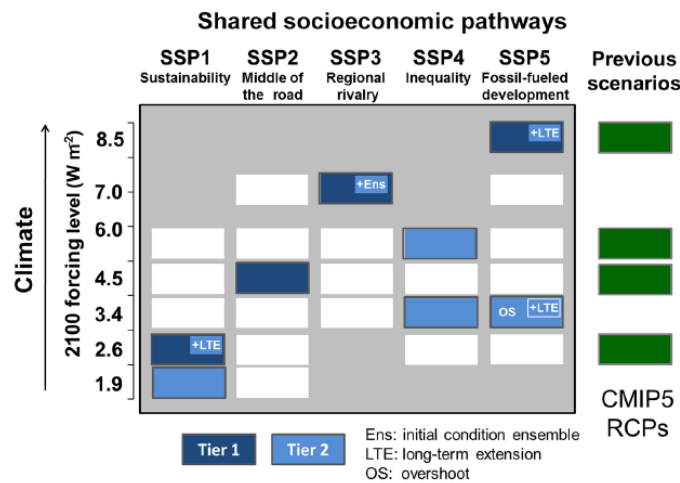 Shared socioeconomic pathways
SSP1 SSP2 SSP3 SSP4 SSP5
Sustainability Middle of the road Regional rivalry Inequality Fossil-fueled development
Previous scenarios
Climate
2100 forcing level (W m⁻²)
8.5
+LTE
7.0
+Ens
6.0
4.5
3.4
OS +LTE
2.6
+LTE
1.9
CMIP5
RCPs
Tier 1 Tier 2
Ens: initial condition ensemble
LTE: long-term extension
OS: overshoot